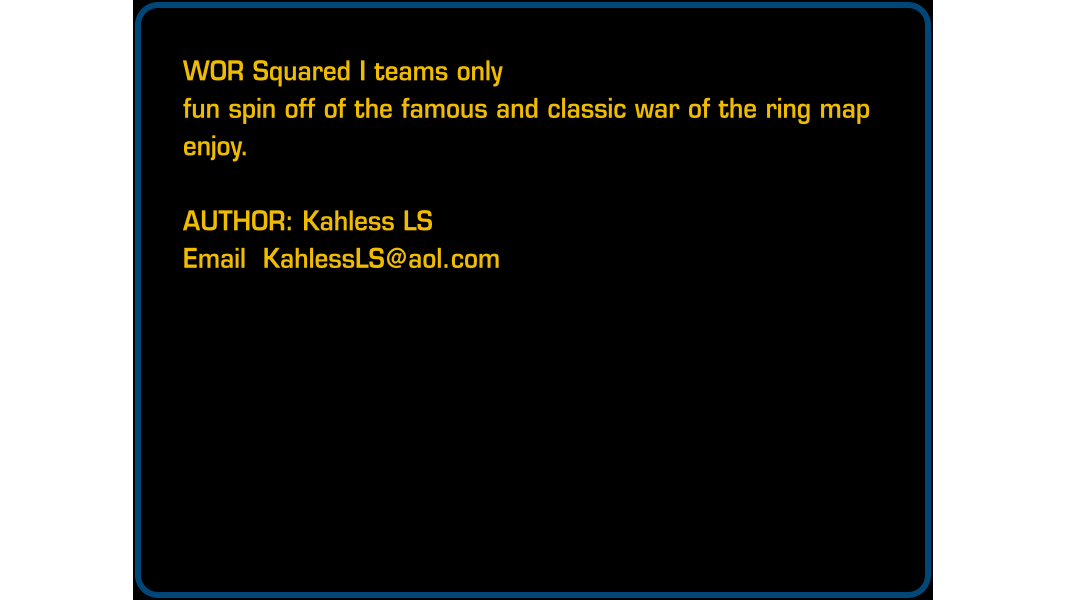 WOR Squared I teams only
fun spin off of the famous and classic war of the ring map
enjoy.
AUTHOR: Kahless LS
Email  KahlessLS@aol.com